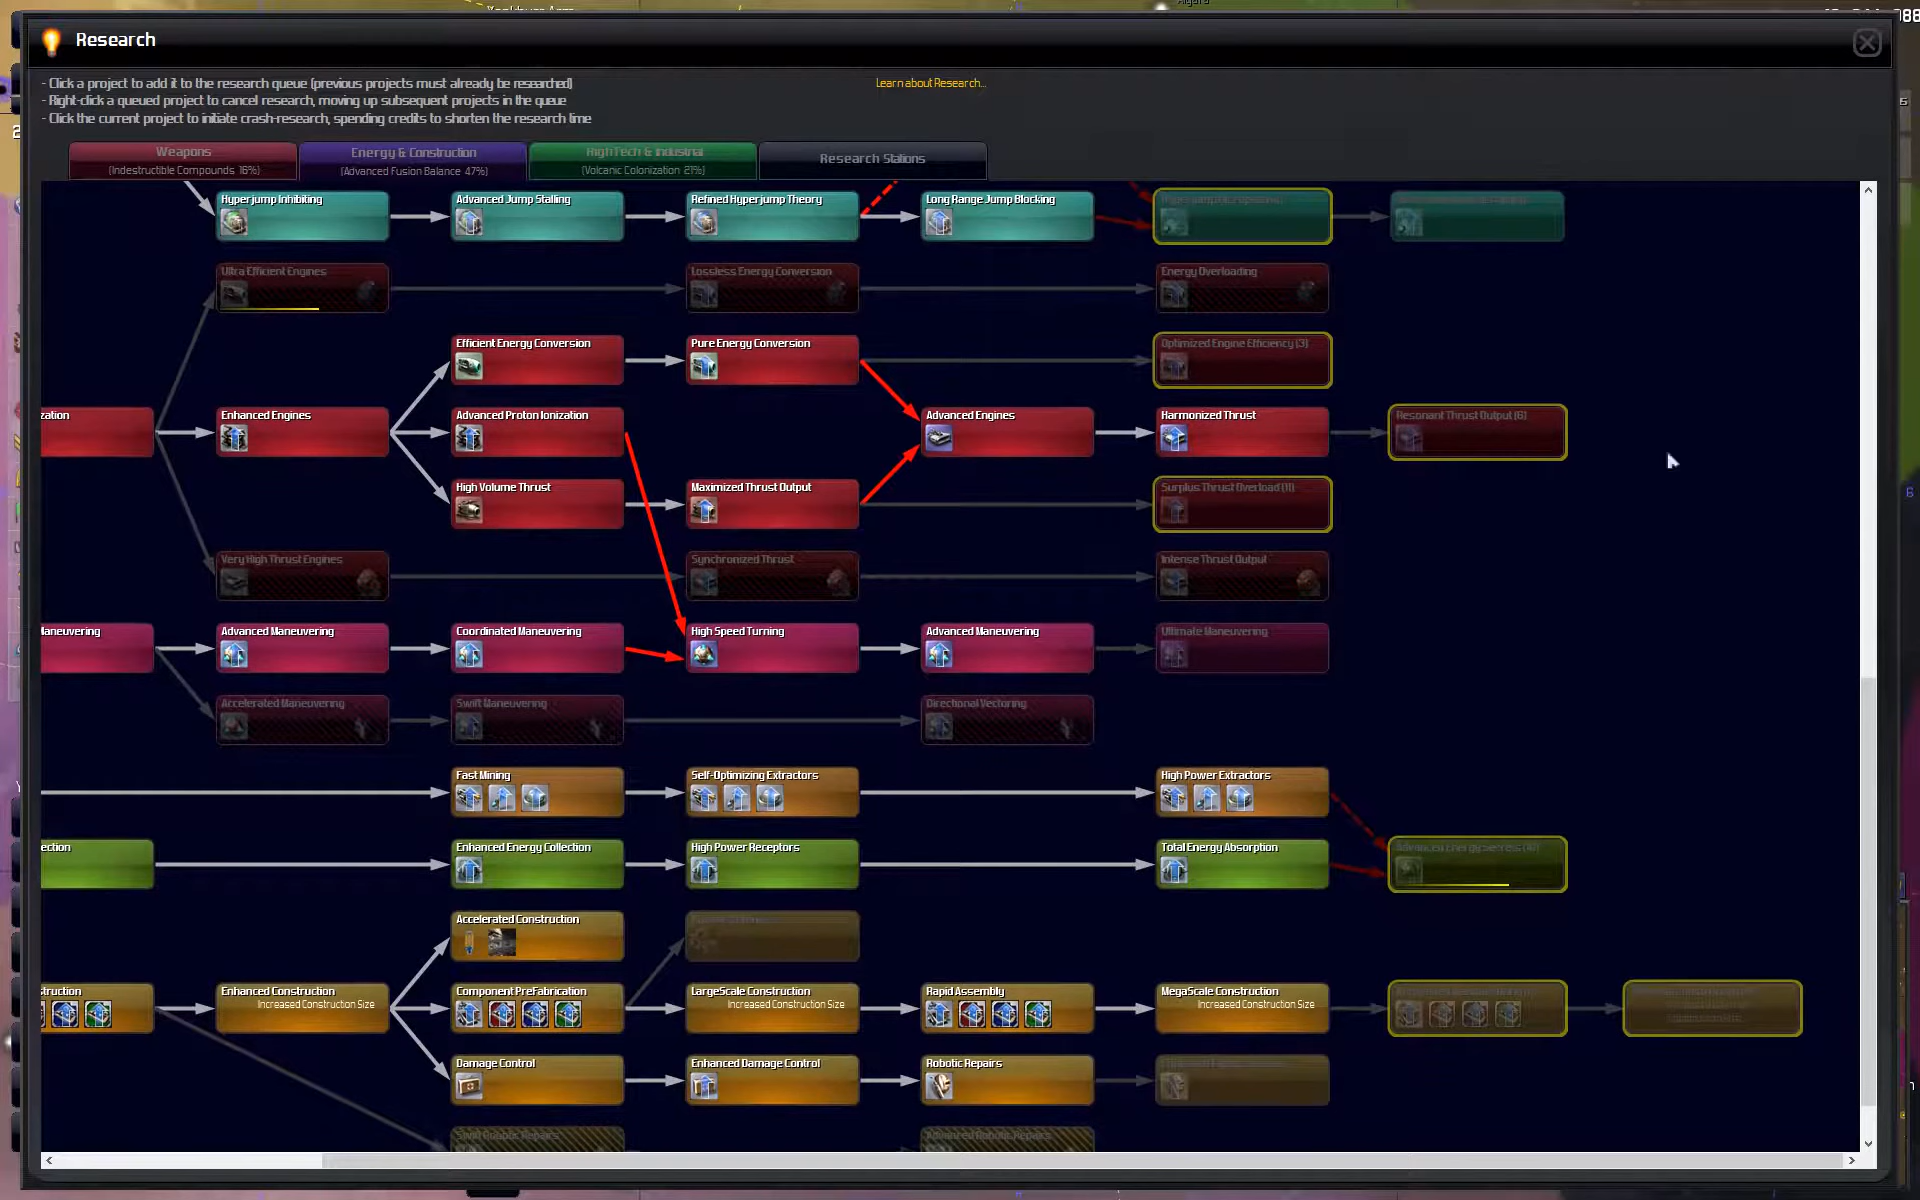 Research
- Click a project to add it to the research queue (previous projects must already be researched)
- Right-click a queued project to cancel research, moving up subsequent projects in the queue
- Click the current project to initiate crash-research, spending credits to shorten the research time
Learn about Research...
Weapons
(Indestructible Compounds 16%)
Energy & Construction
(Advanced Fusion Balance 47%)
HighTech & Industrial
(Volcanic Colonization 21%)
Research Stations
Hyperjump Inhibiting
Advanced Jump Stalling
Refined Hyperjump Theory
Long Range Jump Blocking
Ultra Efficient Engines
Lossless Energy Conversion
Energy Overloading
Efficient Energy Conversion
Pure Energy Conversion
Optimized Engine Efficiency (3)
zation
Enhanced Engines
Advanced Proton Ionization
Advanced Engines
Harmonized Thrust
Resonant Thrust Output (6)
High Volume Thrust
Maximized Thrust Output
Surplus Thrust Overload (11)
Very High Thrust Engines
Synchronized Thrust
Intense Thrust Output
Maneuvering
Advanced Maneuvering
Coordinated Maneuvering
High Speed Turning
Advanced Maneuvering
Ultimate Maneuvering
Accelerated Maneuvering
Swift Maneuvering
Directional Vectoring
Fast Mining
Self-Optimizing Extractors
High Power Extractors
ection
Enhanced Energy Collection
High Power Receptors
Total Energy Absorption
Accelerated Construction
struction
Enhanced Construction
Increased Construction Size
Component PreFabrication
LargeScale Construction
Increased Construction Size
Rapid Assembly
MegaScale Construction
Increased Construction Size
Damage Control
Enhanced Damage Control
Robotic Repairs
Swift Robotic Repairs
Advanced Robotic Repairs